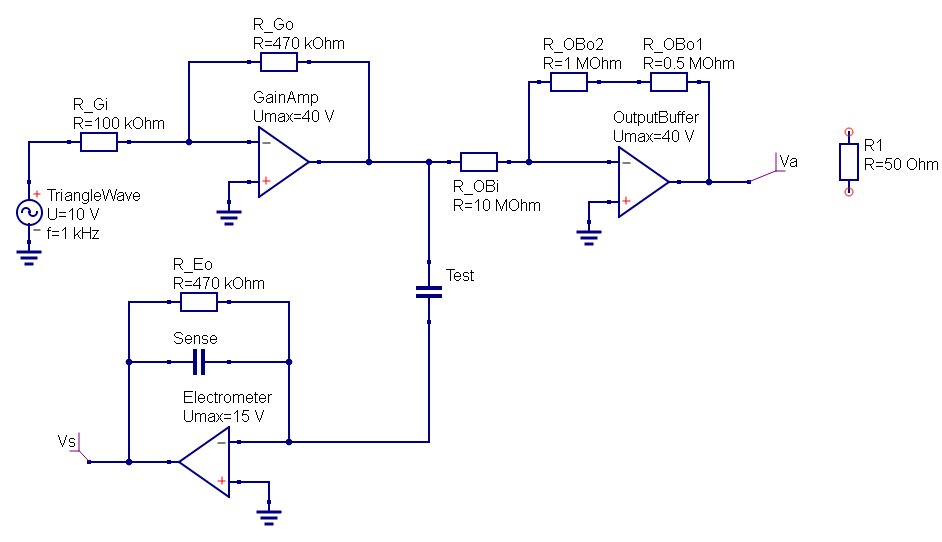 R_Go
R=470 kOhm
R_OBo2
R=1 MOhm
R_OBo1
R=0.5 MOhm
R_Gi
R=100 kOhm
GainAmp
Umax=40 V
OutputBuffer
Umax=40 V
Va
R1
R=50 Ohm
TriangleWave
U=10 V
f=1 kHz
R_OBi
R=10 MOhm
R_Eo
R=470 kOhm
Test
Sense
Electrometer
Umax=15 V
Vs